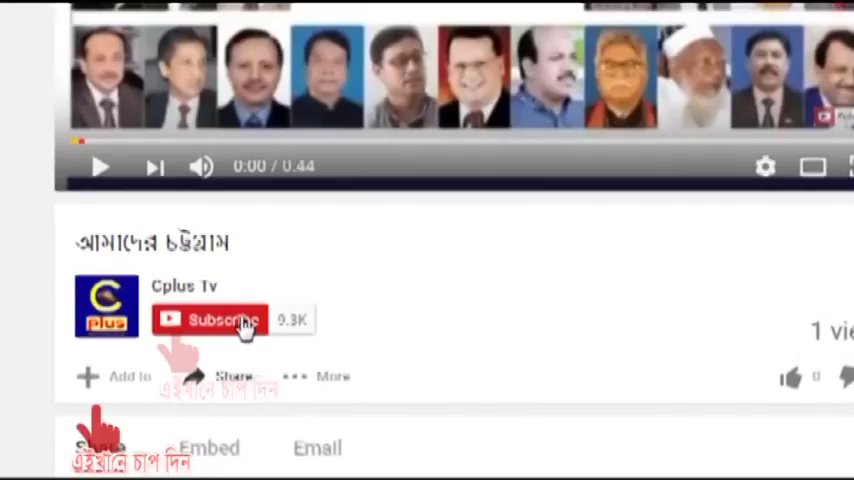 0:00 / 0:44
আমাদের চট্টগ্রাম
C plus
Cplus Tv
Subscribe 9.3K
1
Add to Share More 0
এইখানে চাপ দিন
Share Embed Email
এইখানে চাপ দিন